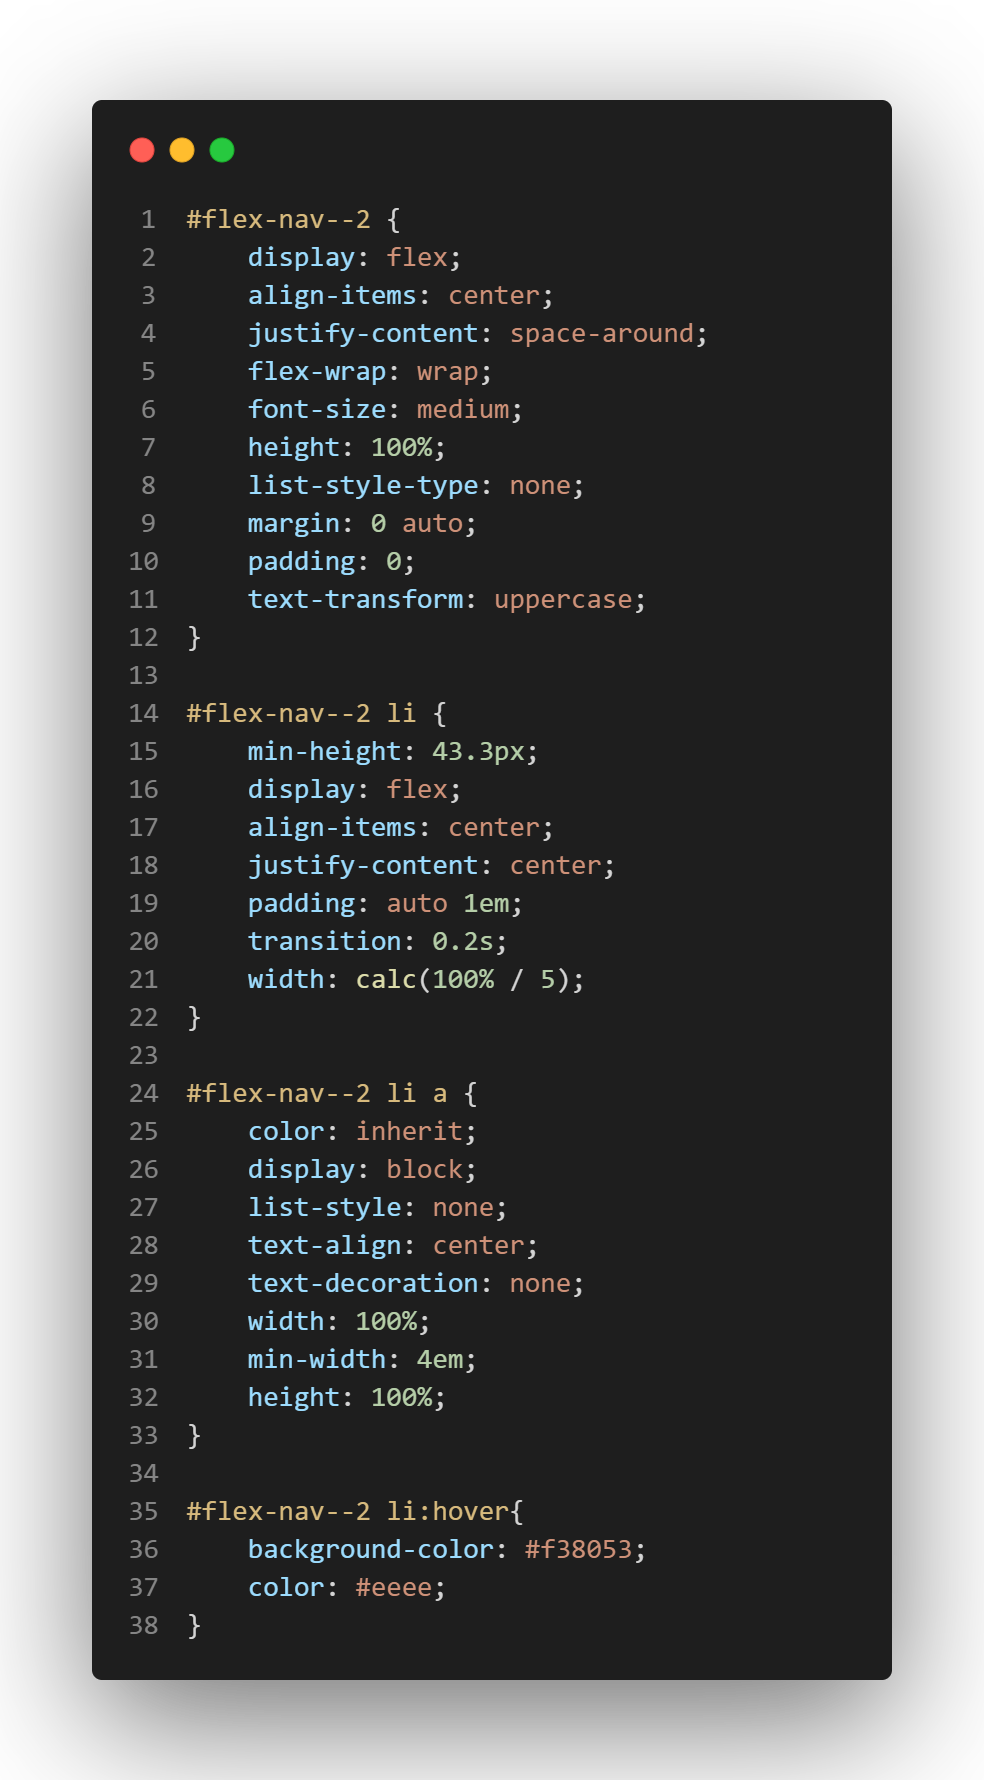 1 #flex-nav--2 {
2     display: flex;
3     align-items: center;
4     justify-content: space-around;
5     flex-wrap: wrap;
6     font-size: medium;
7     height: 100%;
8     list-style-type: none;
9     margin: 0 auto;
10     padding: 0;
11     text-transform: uppercase;
12 }
13
14 #flex-nav--2 li {
15     min-height: 43.3px;
16     display: flex;
17     align-items: center;
18     justify-content: center;
19     padding: auto 1em;
20     transition: 0.2s;
21     width: calc(100% / 5);
22 }
23
24 #flex-nav--2 li a {
25     color: inherit;
26     display: block;
27     list-style: none;
28     text-align: center;
29     text-decoration: none;
30     width: 100%;
31     min-width: 4em;
32     height: 100%;
33 }
34
35 #flex-nav--2 li:hover{
36     background-color: #f38053;
37     color: #eeee;
38 }